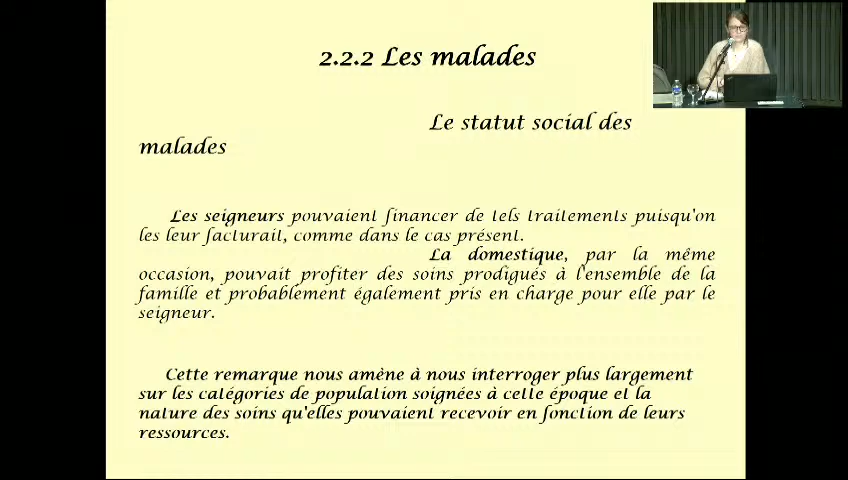 2.2.2 Les malades
Le statut social des
malades
Les seigneurs pouvaient financer de tels traitements puisqu'on
les leur facturait, comme dans le cas présent.
La domestique, par la même
occasion, pouvait profiter des soins prodigués à l'ensemble de la
famille et probablement également pris en charge pour elle par le
seigneur.
Cette remarque nous amène à nous interroger plus largement
sur les catégories de population soignées à cette époque et la
nature des soins qu'elles pouvaient recevoir en fonction de leurs
ressources.